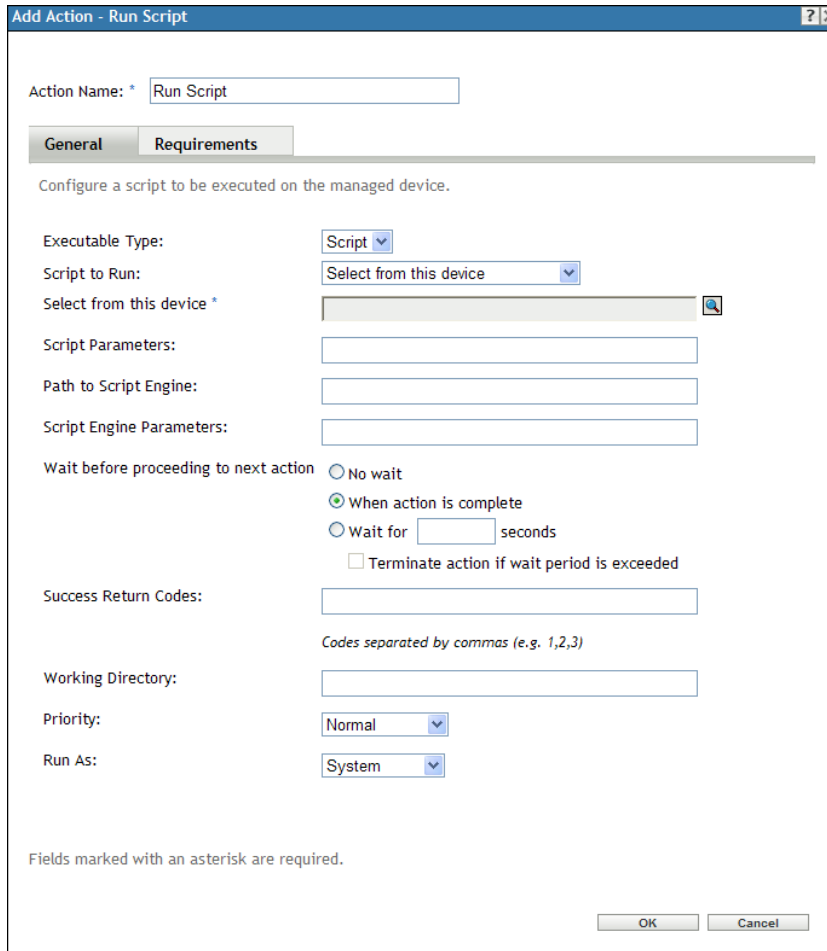 Add Action - Run Script ?
Action Name: * Run Script
General Requirements
Configure a script to be executed on the managed device.
Executable Type: Script
Script to Run: Select from this device
Select from this device *
Script Parameters:
Path to Script Engine:
Script Engine Parameters:
Wait before proceeding to next action No wait
When action is complete
Wait for seconds
Terminate action if wait period is exceeded
Success Return Codes:
Codes separated by commas (e.g. 1,2,3)
Working Directory:
Priority: Normal
Run As: System
Fields marked with an asterisk are required.
OK Cancel